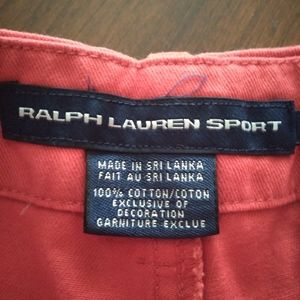 RALPH LAUREN SPORT
MADE IN SRI LANKA
FAIT AU SRI LANKA
100% COTTON/COTON
EXCLUSIVE OF
DECORATION
GARNITURE EXCLUE